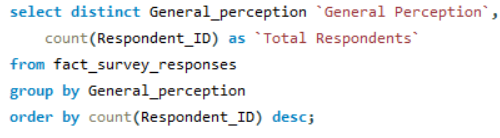 select distinct General_perception `General Perception`,
count(Respondent_ID) as `Total Respondents`
from fact_survey_responses
group by General_perception
order by count(Respondent_ID) desc;